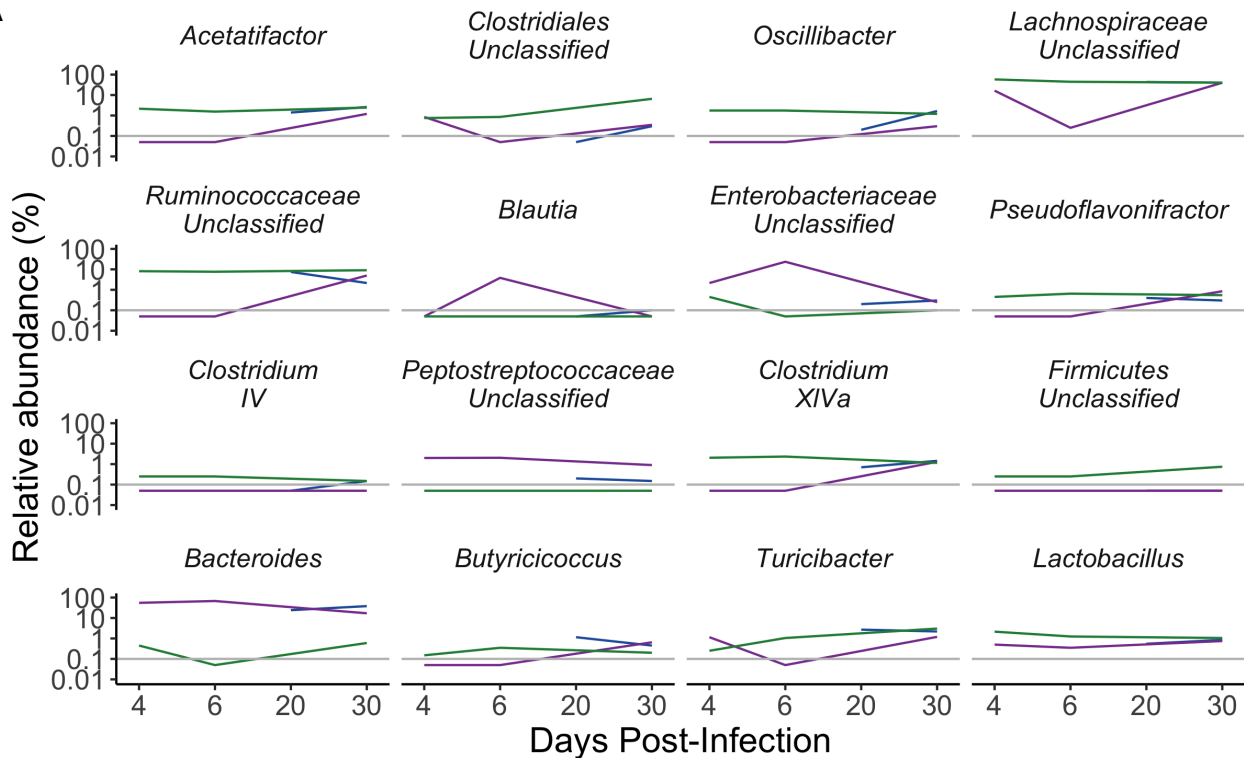 Acetatifactor
Clostridiales
Unclassified
Oscillibacter
Lachnospiraceae
Unclassified
100
10
1
0.1
0.01
Ruminococcaceae
Unclassified
Blautia
Enterobacteriaceae
Unclassified
Pseudoflavonifractor
100
10
0.1
0.01
Clostridium
IV
Peptostreptococcaceae
Unclassified
Clostridium
XIVa
Firmicutes
Unclassified
100
10
1
0.1
0.01
Bacteroides
Butyricicoccus
Turicibacter
Lactobacillus
100
10
1
0.1
0.01
4 6 20 30 4 6 20 30 4 6 20 30 4 6 20 30
Days Post-Infection
Relative abundance (%)